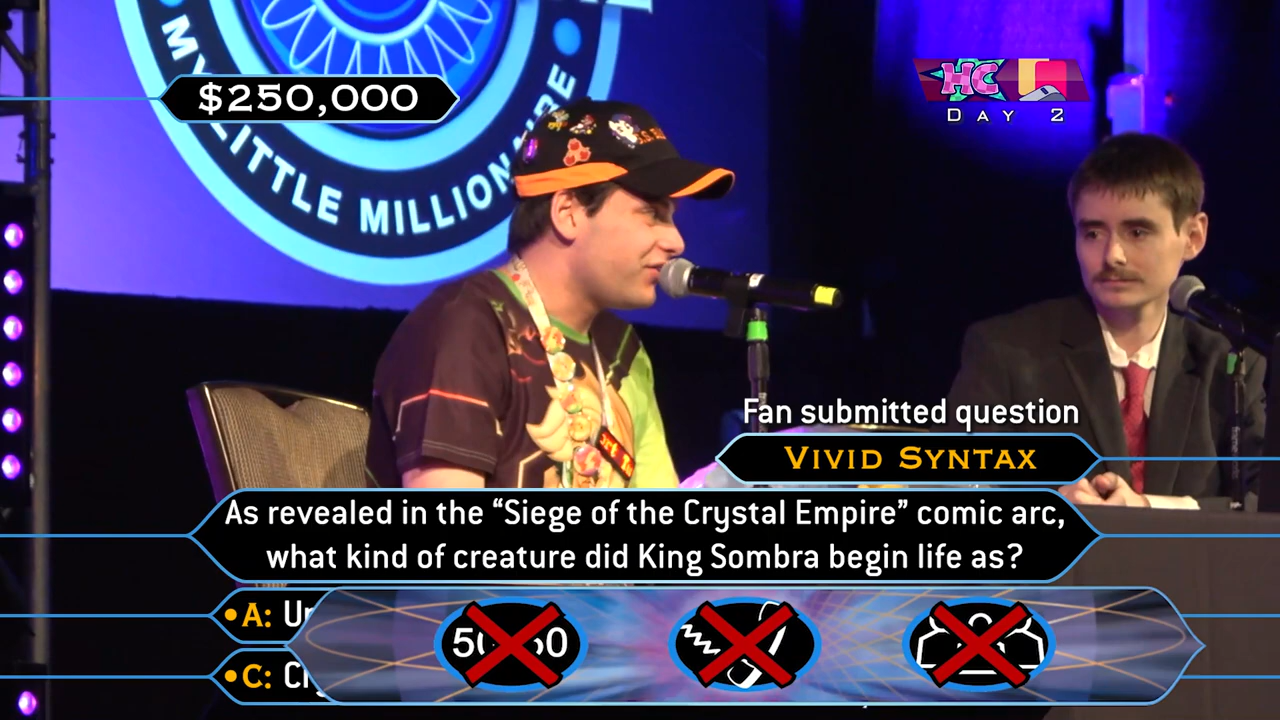 $250,000
HC
DAY 2
MY LITTLE MILLIONAIRE
Fan submitted question
VIVID SYNTAX
As revealed in the “Siege of the Crystal Empire” comic arc,
what kind of creature did King Sombra begin life as?
•A:
•C: